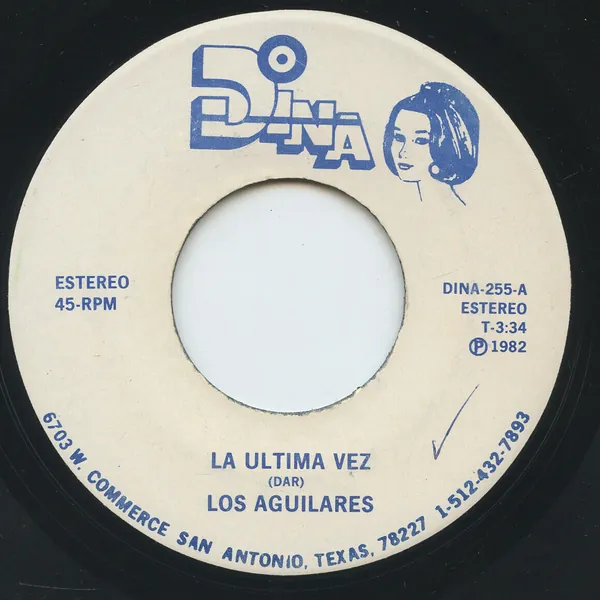 DINA
ESTEREO
45-RPM
DINA-255-A
ESTEREO
T-3:34
Ⓟ 1982
LA ULTIMA VEZ
(DAR)
LOS AGUILARES
6703 W. COMMERCE SAN ANTONIO, TEXAS, 78227 1-512-432-7893